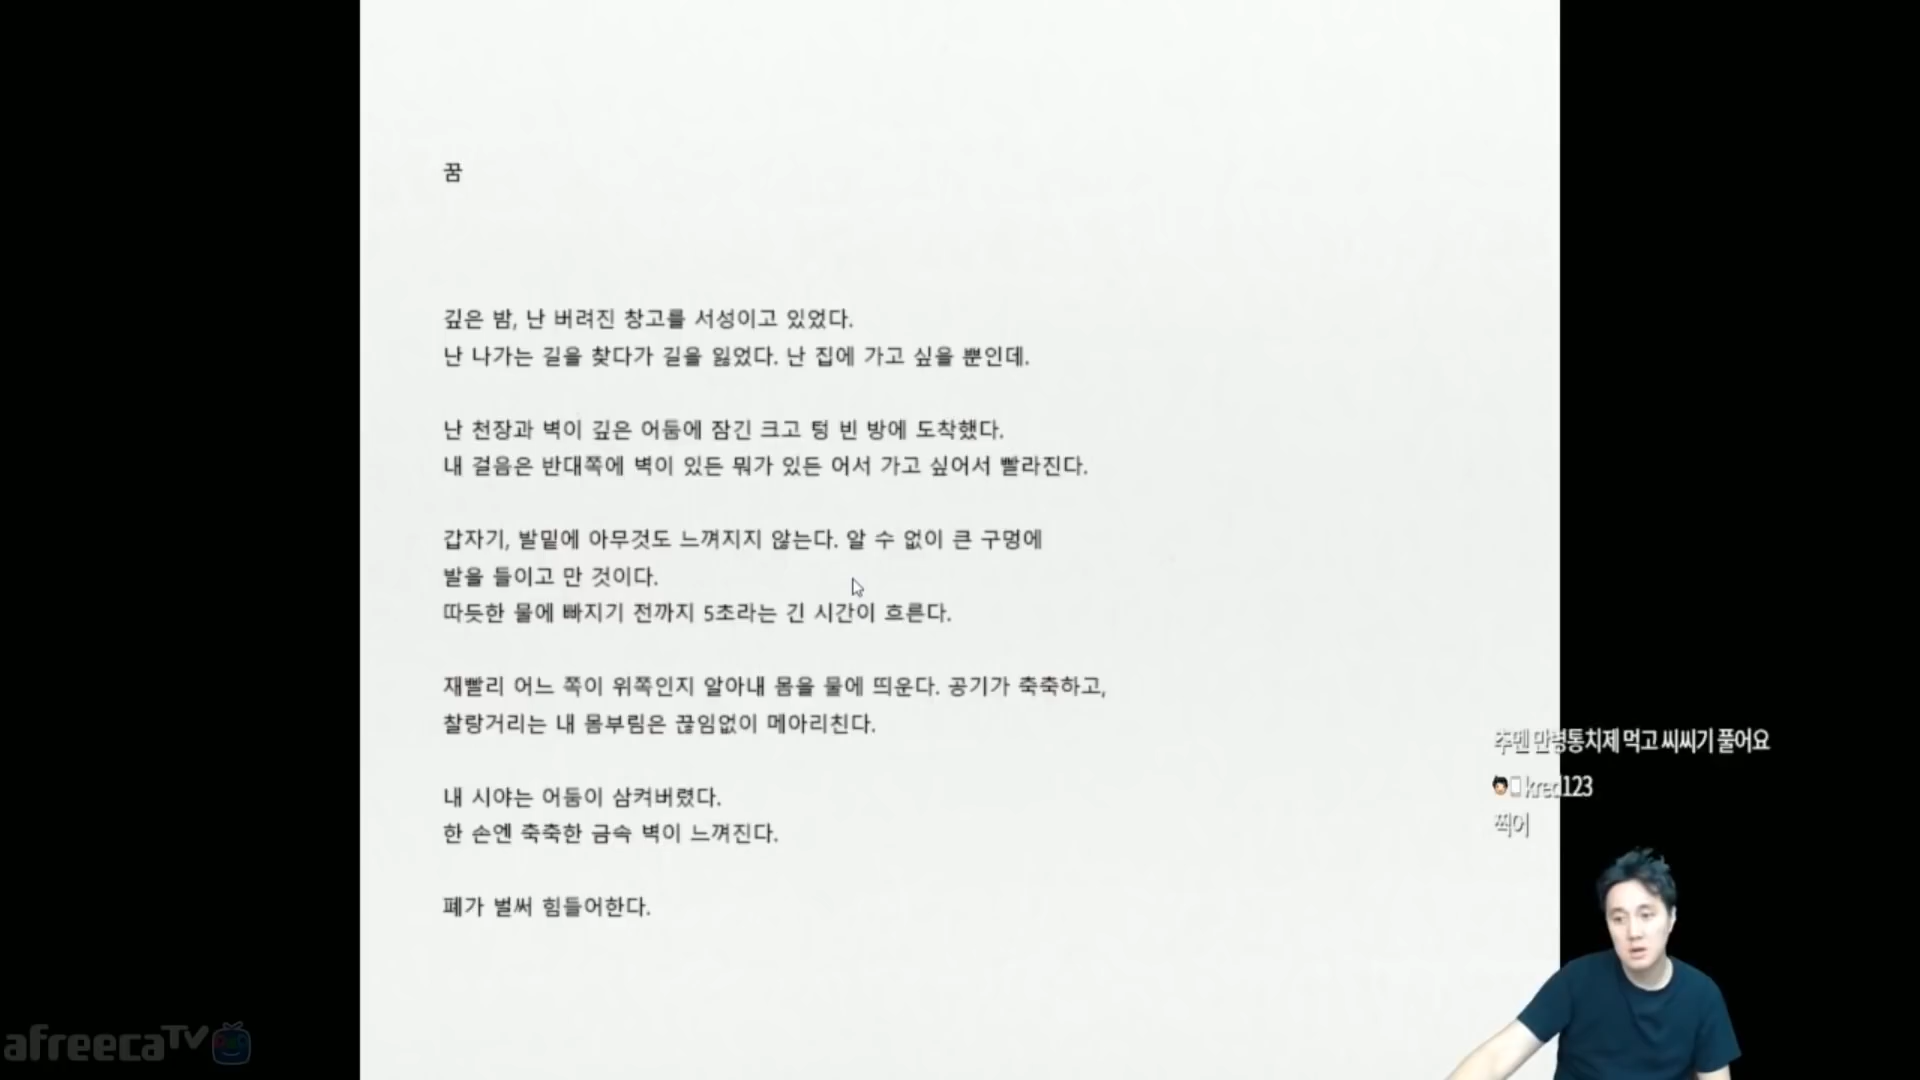 꿈
깊은 밤, 난 버려진 창고를 서성이고 있었다.
난 나가는 길을 찾다가 길을 잃었다. 난 집에 가고 싶을 뿐인데.
난 천장과 벽이 깊은 어둠에 잠긴 크고 텅 빈 방에 도착했다.
내 걸음은 반대쪽에 벽이 있든 뭐가 있든 어서 가고 싶어서 빨라진다.
갑자기, 발밑에 아무것도 느껴지지 않는다. 알 수 없이 큰 구멍에
발을 들이고 만 것이다.
따듯한 물에 빠지기 전까지 5초라는 긴 시간이 흐른다.
재빨리 어느 쪽이 위쪽인지 알아내 몸을 물에 띄운다. 공기가 축축하고,
찰랑거리는 내 몸부림은 끊임없이 메아리친다.
내 시야는 어둠이 삼켜버렸다.
한 손엔 축축한 금속 벽이 느껴진다.
폐가 벌써 힘들어한다.
추멘 만병통치제 먹고 씨씨기 풀어요
kred123
찍어
afreecaTV